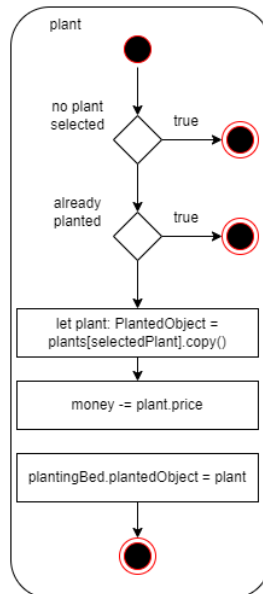 plant
no plant
selected
true
already
planted
true
let plant: PlantedObject =
plants[selectedPlant].copy()
money -= plant.price
plantingBed.plantedObject = plant